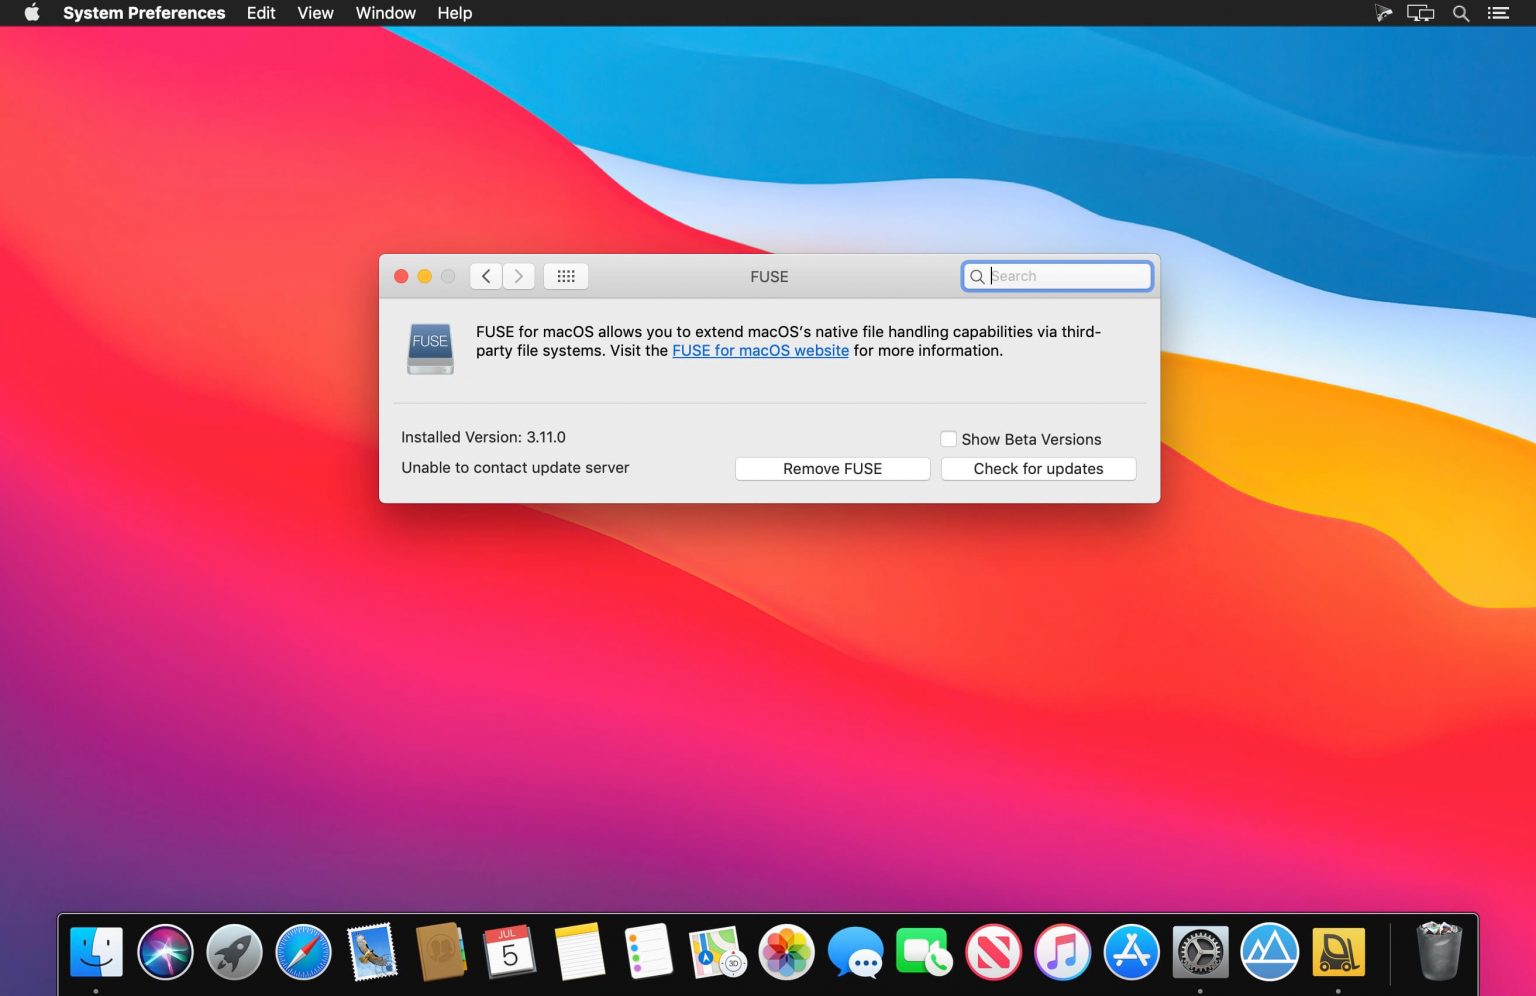 System Preferences Edit View Window Help
FUSE
Search
FUSE
FUSE for macOS allows you to extend macOS's native file handling capabilities via third-
party file systems. Visit the FUSE for macOS website for more information.
Installed Version: 3.11.0
Show Beta Versions
Unable to contact update server
Remove FUSE
Check for updates
JUL
5
3D